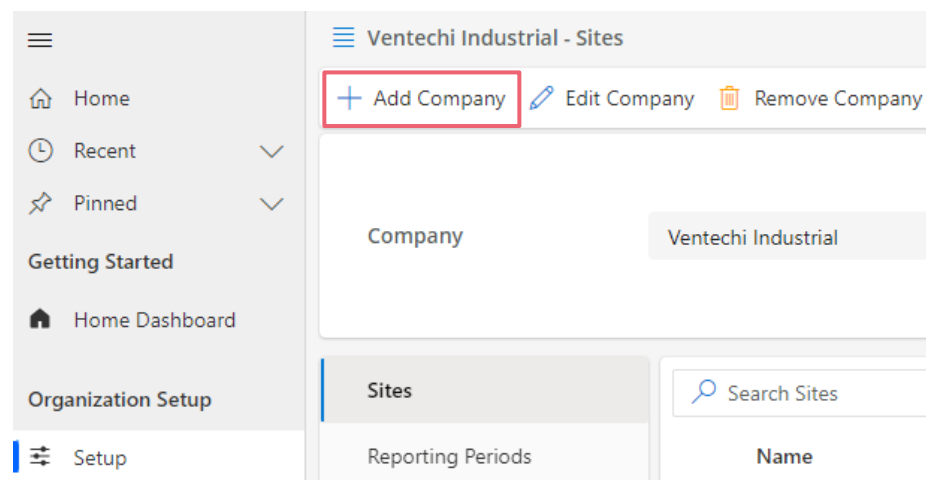 Home
Recent
Pinned
Getting Started
Home Dashboard
Organization Setup
Setup
Ventechi Industrial - Sites
Add Company
Edit Company
Remove Company
Company
Ventechi Industrial
Sites
Reporting Periods
Search Sites
Name